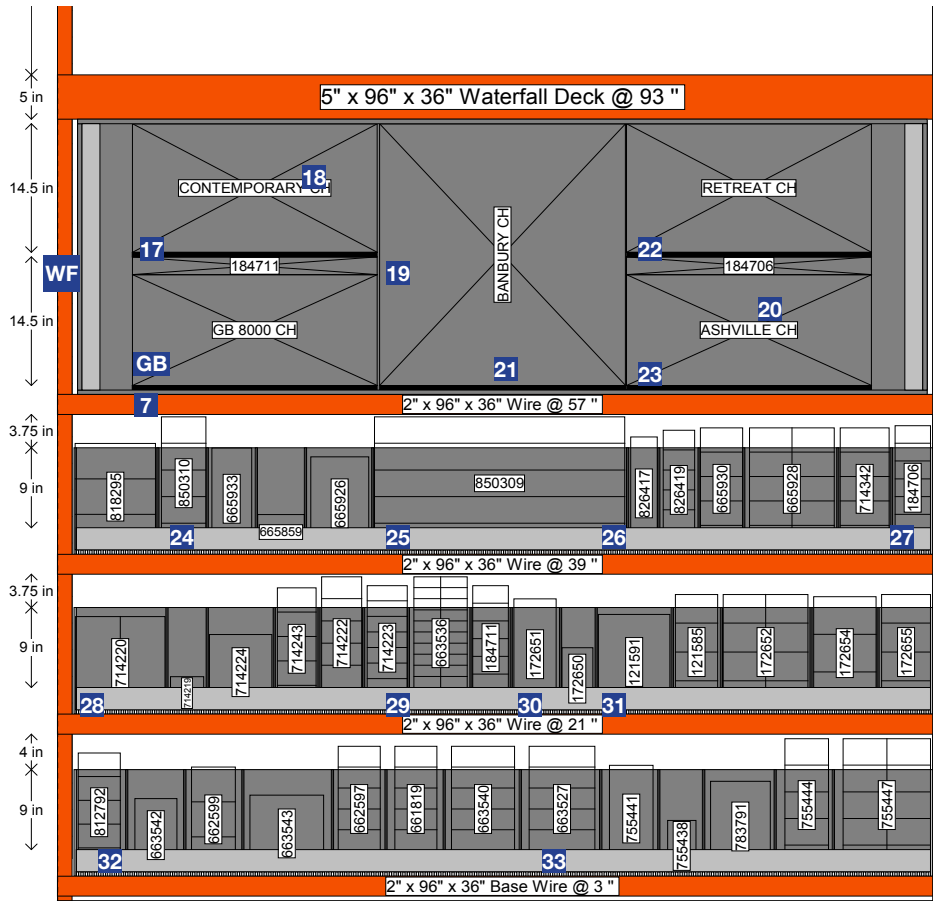 5 in
5" x 96" x 36" Waterfall Deck @ 93 "
14.5 in
CONTEMPORARY CH
18
RETREAT CH
17
22
WF
184711
19
BANBURY CH
184706
14.5 in
GB 8000 CH
20
ASHVILLE CH
GB
21
23
7
2" x 96" x 36" Wire @ 57 "
3.75 in
9 in
818295
850310
665933
665859
665926
850309
826417
826419
665930
665928
714342
184706
24
25
26
27
2" x 96" x 36" Wire @ 39 "
3.75 in
9 in
714220
714219
714224
714243
714222
714223
663536
184711
172651
172650
121591
121585
172652
172654
172655
28
29
30
31
2" x 96" x 36" Wire @ 21 "
4 in
9 in
812792
663542
662599
663543
662597
661819
663540
663527
755441
755438
783791
755444
755447
32
33
2" x 96" x 36" Base Wire @ 3 "